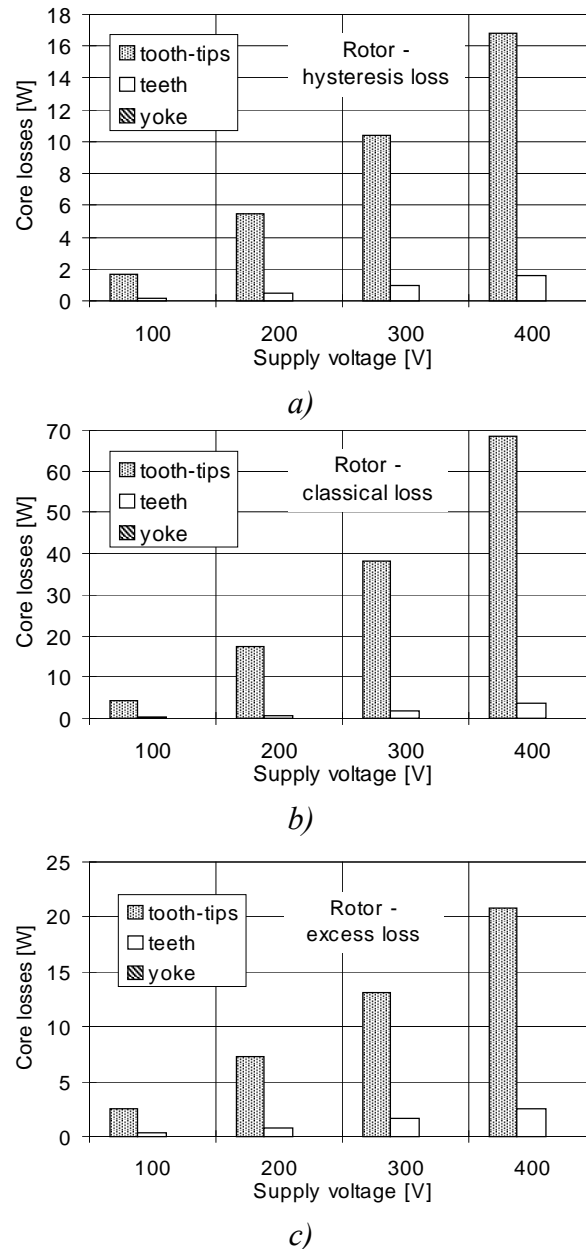 18
16
14
12
10
8
6
4
2
0
Core losses [W]
tooth-tips
teeth
yoke
Rotor -
hysteresis loss
100 200 300 400
Supply voltage [V]
a)
70
60
50
40
30
20
10
0
Core losses [W]
tooth-tips
teeth
yoke
Rotor -
classical loss
100 200 300 400
Supply voltage [V]
b)
25
20
15
10
5
0
Core losses [W]
tooth-tips
teeth
yoke
Rotor -
excess loss
100 200 300 400
Supply voltage [V]
c)